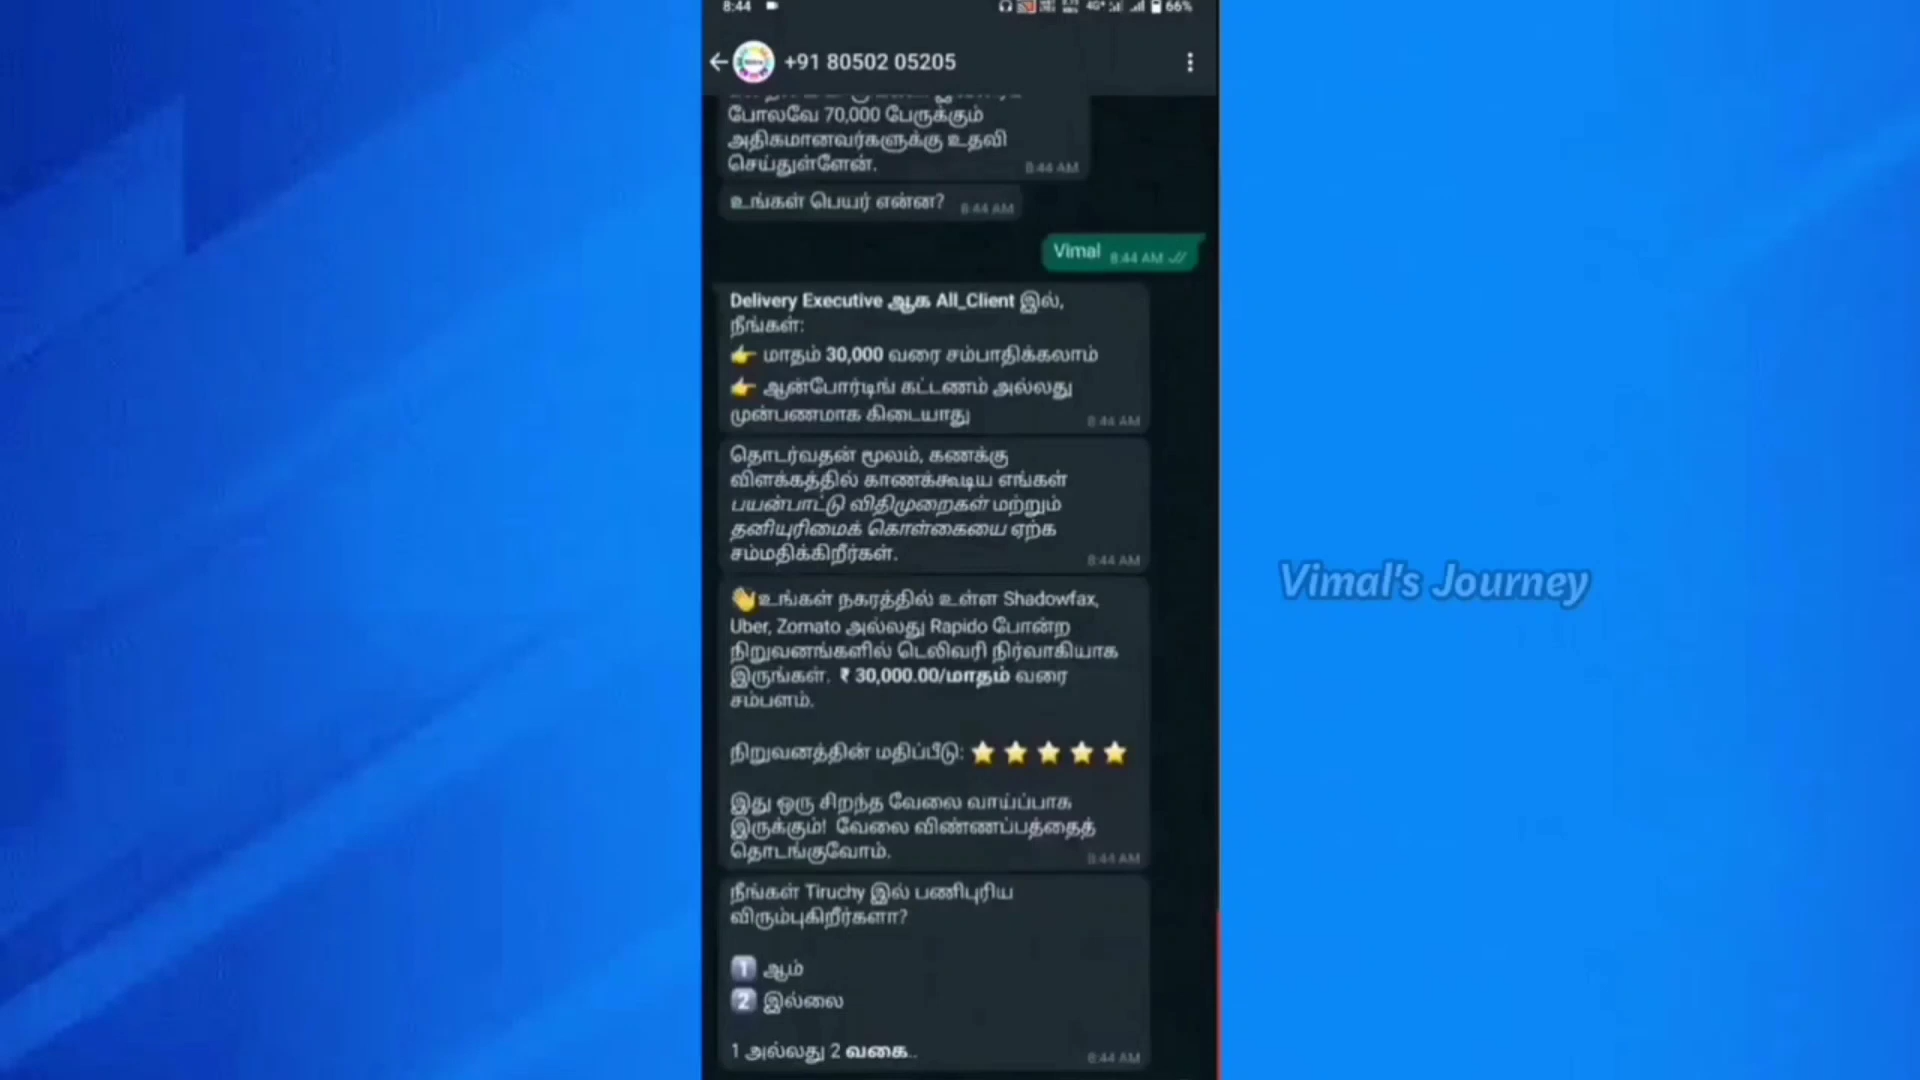 8:44
4G+
66%
+91 80502 05205
போலவே 70,000 பேருக்கும்
அதிகமானவர்களுக்கு உதவி
செய்துள்ளேன்.
8:44 AM
உங்கள் பெயர் என்ன?
8:44 AM
Vimal
8:44 AM
Delivery Executive ஆக All_Client இல்,
நீங்கள்:
👉 மாதம் 30,000 வரை சம்பாதிக்கலாம்
👉 ஆன்போர்டிங் கட்டணம் அல்லது
முன்பணமாக கிடையாது
8:44 AM
தொடர்வதன் மூலம், கணக்கு
விளக்கத்தில் காணக்கூடிய எங்கள்
பயன்பாட்டு விதிமுறைகள் மற்றும்
தனியுரிமைக் கொள்கையை ஏற்க
சம்மதிக்கிறீர்கள்.
8:44 AM
👋உங்கள் நகரத்தில் உள்ள Shadowfax,
Uber, Zomato அல்லது Rapido போன்ற
நிறுவனங்களில் டெலிவரி நிர்வாகியாக
இருங்கள். ₹ 30,000.00/மாதம் வரை
சம்பளம்.
நிறுவனத்தின் மதிப்பீடு: ⭐ ⭐ ⭐ ⭐ ⭐
இது ஒரு சிறந்த வேலை வாய்ப்பாக
இருக்கும்! வேலை விண்ணப்பத்தைத்
தொடங்குவோம்.
8:44 AM
நீங்கள் Tiruchy இல் பணிபுரிய
விரும்புகிறீர்களா?
1 ஆம்
2 இல்லை
1 அல்லது 2 வகை..
8:44 AM
Vimal's Journey